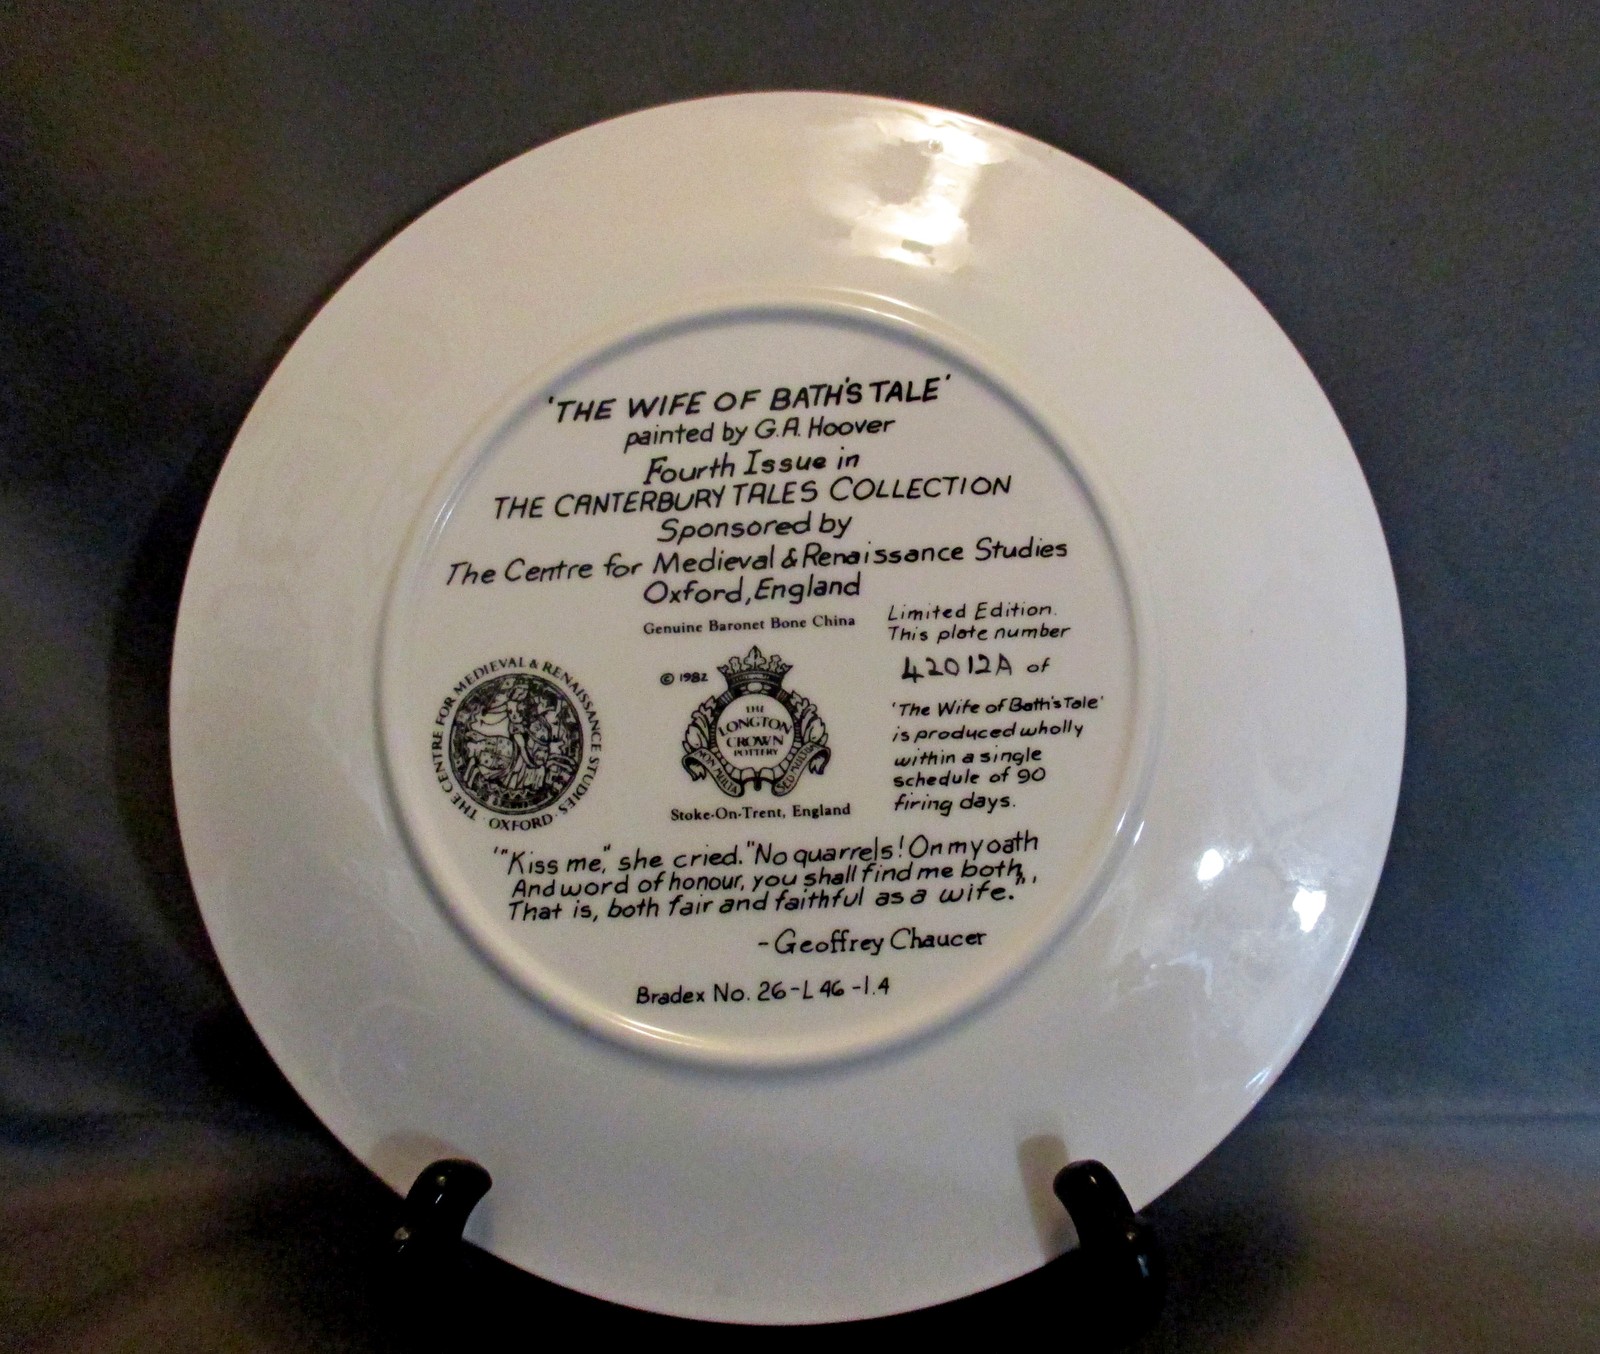 'THE WIFE OF BATH'S TALE'
painted by G.A. Hoover
Fourth Issue in
THE CANTERBURY TALES COLLECTION
Sponsored by
The Centre for Medieval & Renaissance Studies
Oxford, England
Genuine Baronet Bone China
Limited Edition.
This plate number
42012A of
'The Wife of Bath's Tale'
is produced wholly
within a single
schedule of 90
firing days.
THE CENTRE FOR MEDIEVAL & RENAISSANCE STUDIES · OXFORD ·
© 1982
THE
LONGTON
CROWN
POTTERY
NON MULTA
SED MULTUM
Stoke-On-Trent, England
'"Kiss me," she cried. "No quarrels! On my oath
And word of honour, you shall find me both,
That is, both fair and faithful as a wife."'
-Geoffrey Chaucer
Bradex No. 26-L46-1.4